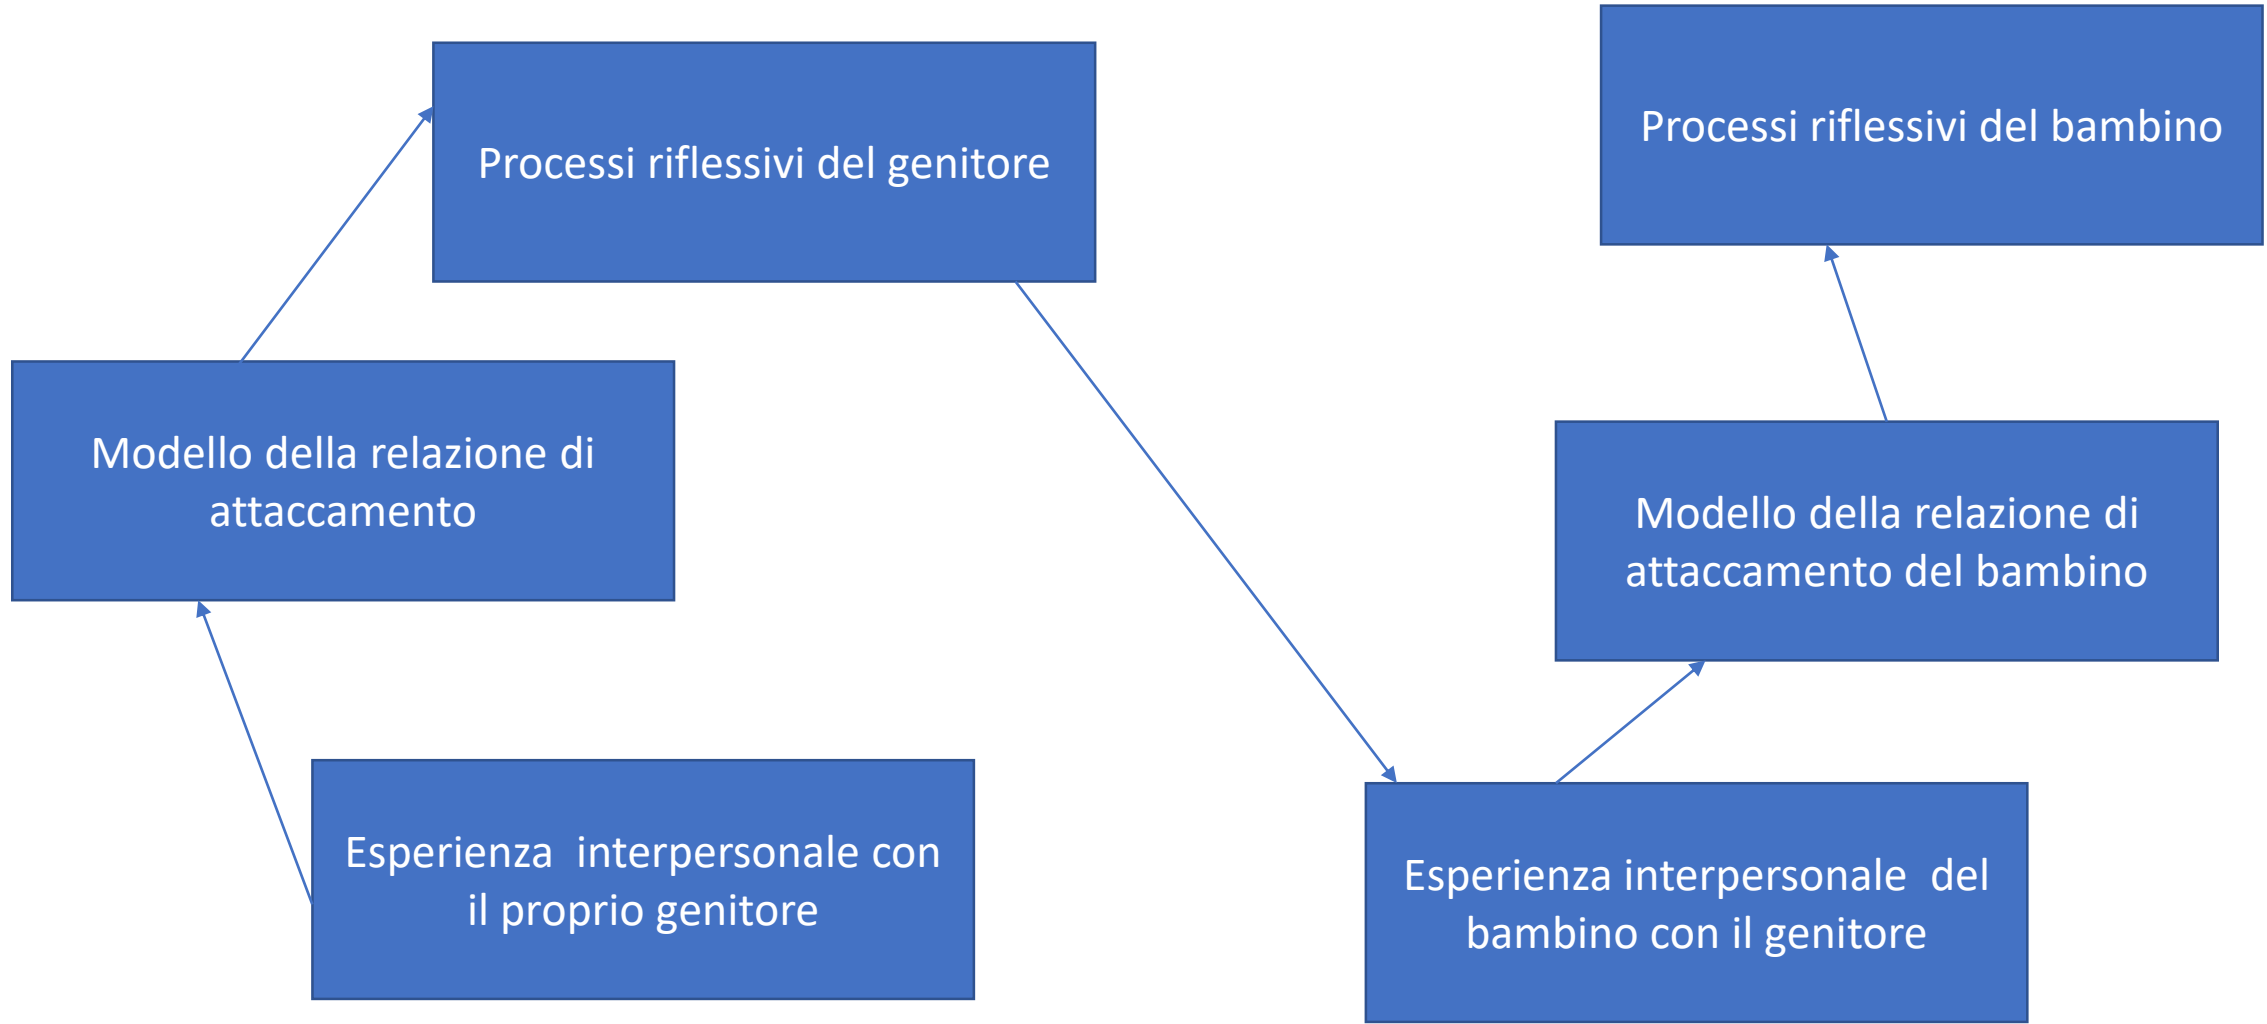 Processi riflessivi del genitore
Processi riflessivi del bambino
Modello della relazione di
attaccamento
Modello della relazione di
attaccamento del bambino
Esperienza  interpersonale con
il proprio genitore
Esperienza interpersonale  del
bambino con il genitore